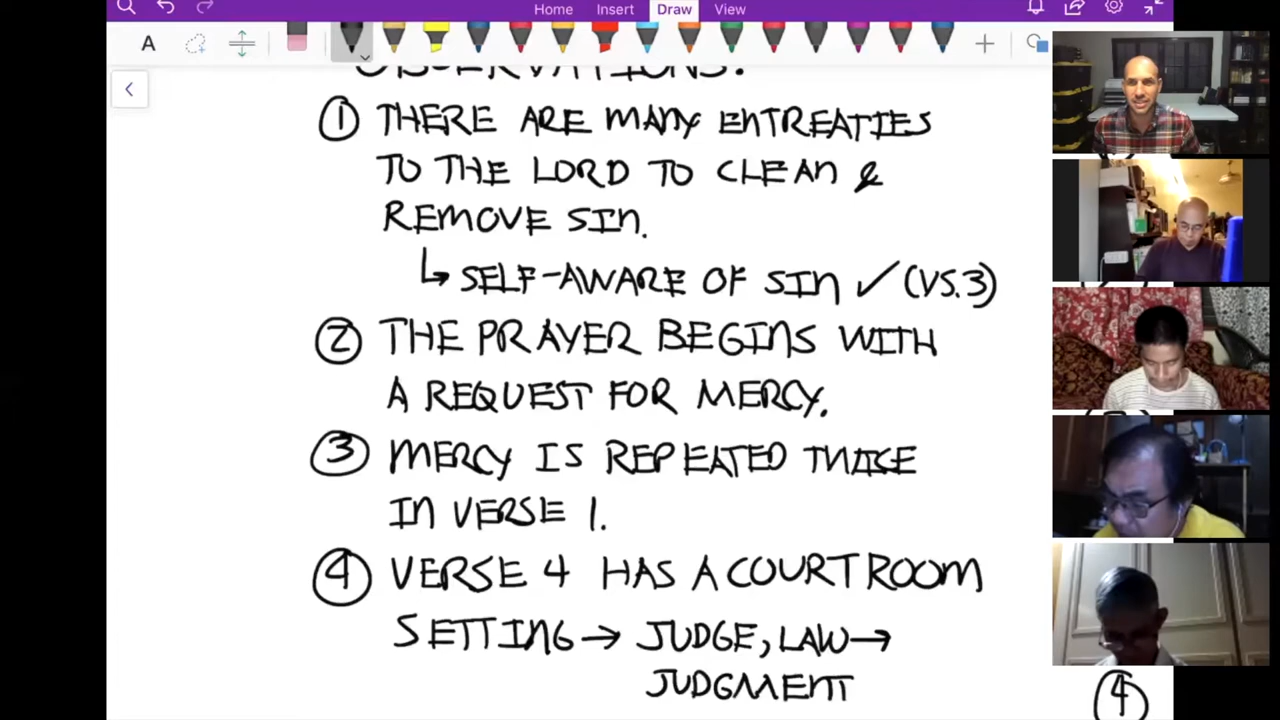 Home Insert Draw View
A
OBSERVATIONS:
① THERE ARE MANY ENTREATIES
TO THE LORD TO CLEAN &
REMOVE SIN.
↳ SELF-AWARE OF SIN ✓ (VS.3)
② THE PRAYER BEGINS WITH
A REQUEST FOR MERCY.
③ MERCY IS REPEATED TWICE
IN VERSE 1.
④ VERSE 4 HAS A COURTROOM
SETTING → JUDGE, LAW →
JUDGMENT
④